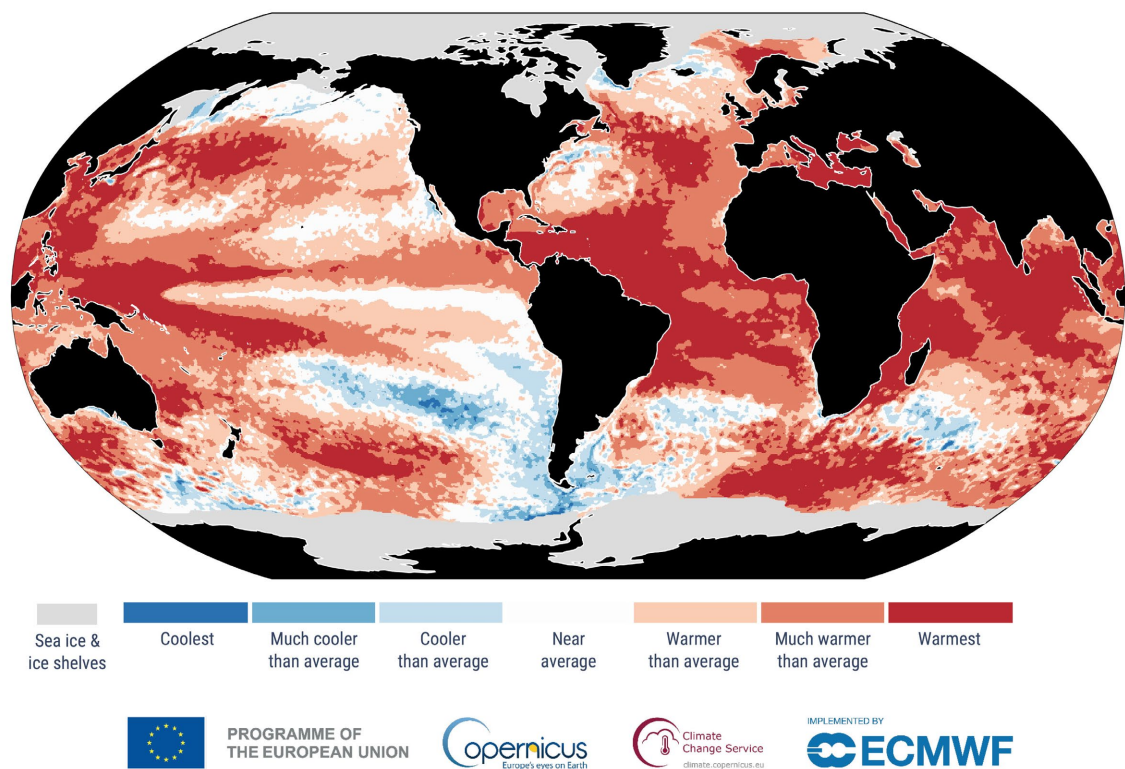 Sea ice &
ice shelves
Coolest
Much cooler
than average
Cooler
than average
Near
average
Warmer
than average
Much warmer
than average
Warmest
PROGRAMME OF
THE EUROPEAN UNION
Copernicus
Europe's eyes on Earth
Climate
Change Service
climate.copernicus.eu
IMPLEMENTED BY
ECMWF